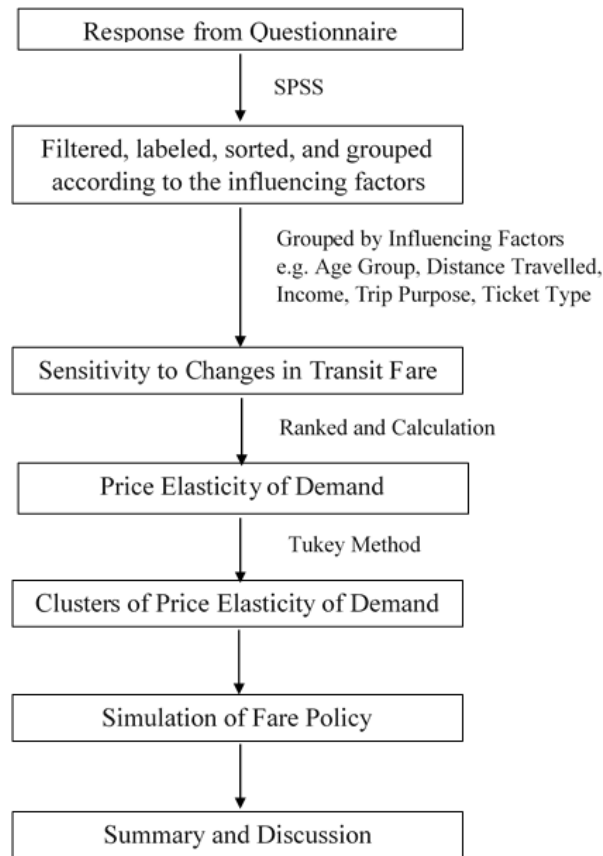 Response from Questionnaire
SPSS
Filtered, labeled, sorted, and grouped
according to the influencing factors
Grouped by Influencing Factors
e.g. Age Group, Distance Travelled,
Income, Trip Purpose, Ticket Type
Sensitivity to Changes in Transit Fare
Ranked and Calculation
Price Elasticity of Demand
Tukey Method
Clusters of Price Elasticity of Demand
Simulation of Fare Policy
Summary and Discussion